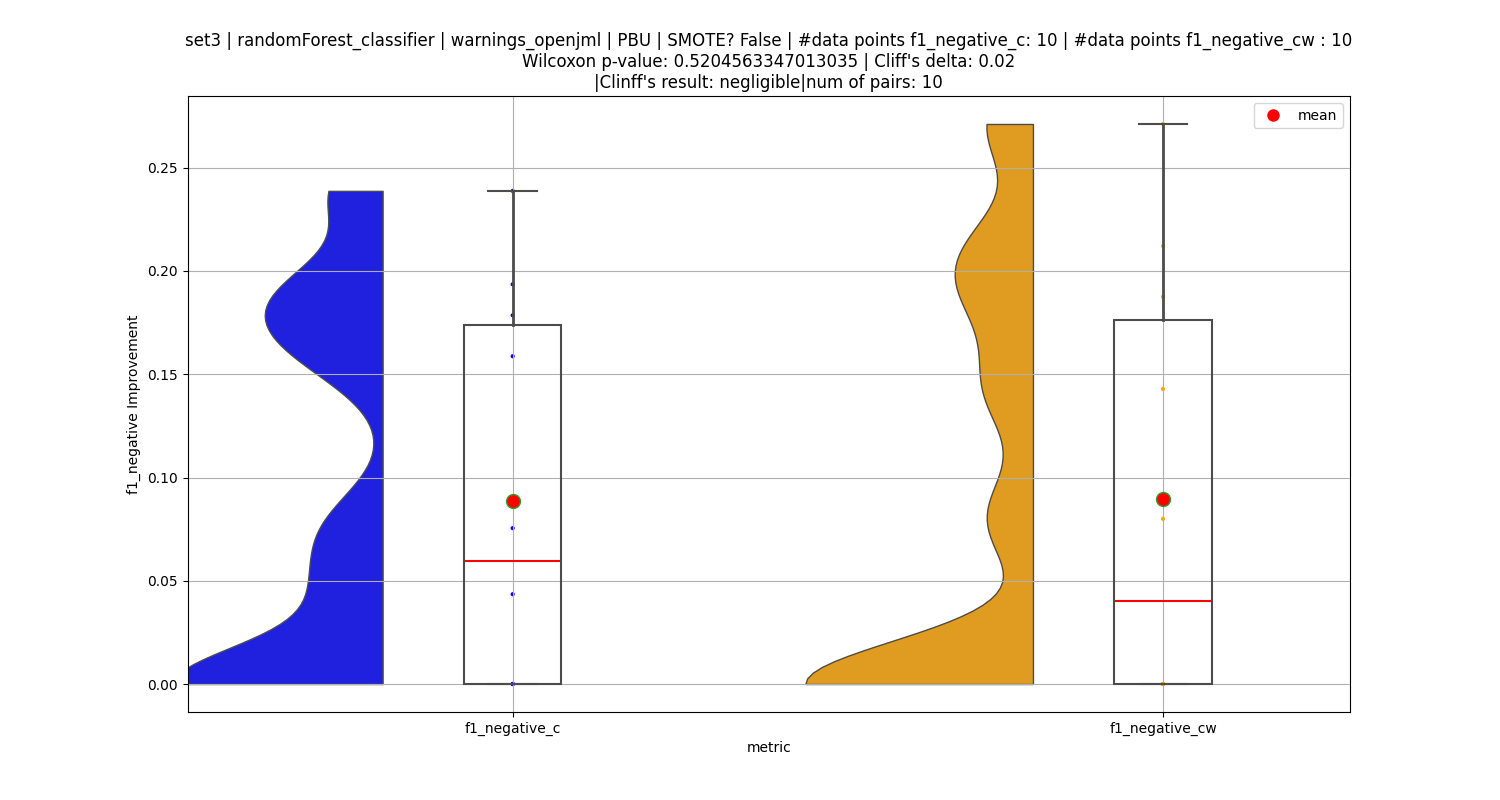 set3 | randomForest_classifier | warnings_openjml | PBU | SMOTE? False | #data points f1_negative_c: 10 | #data points f1_negative_cw : 10
Wilcoxon p-value: 0.5204563347013035 | Cliff's delta: 0.02
|Clinff's result: negligible|num of pairs: 10
mean
0.25
0.20
0.15
0.10
0.05
0.00
f1_negative Improvement
f1_negative_c
f1_negative_cw
metric